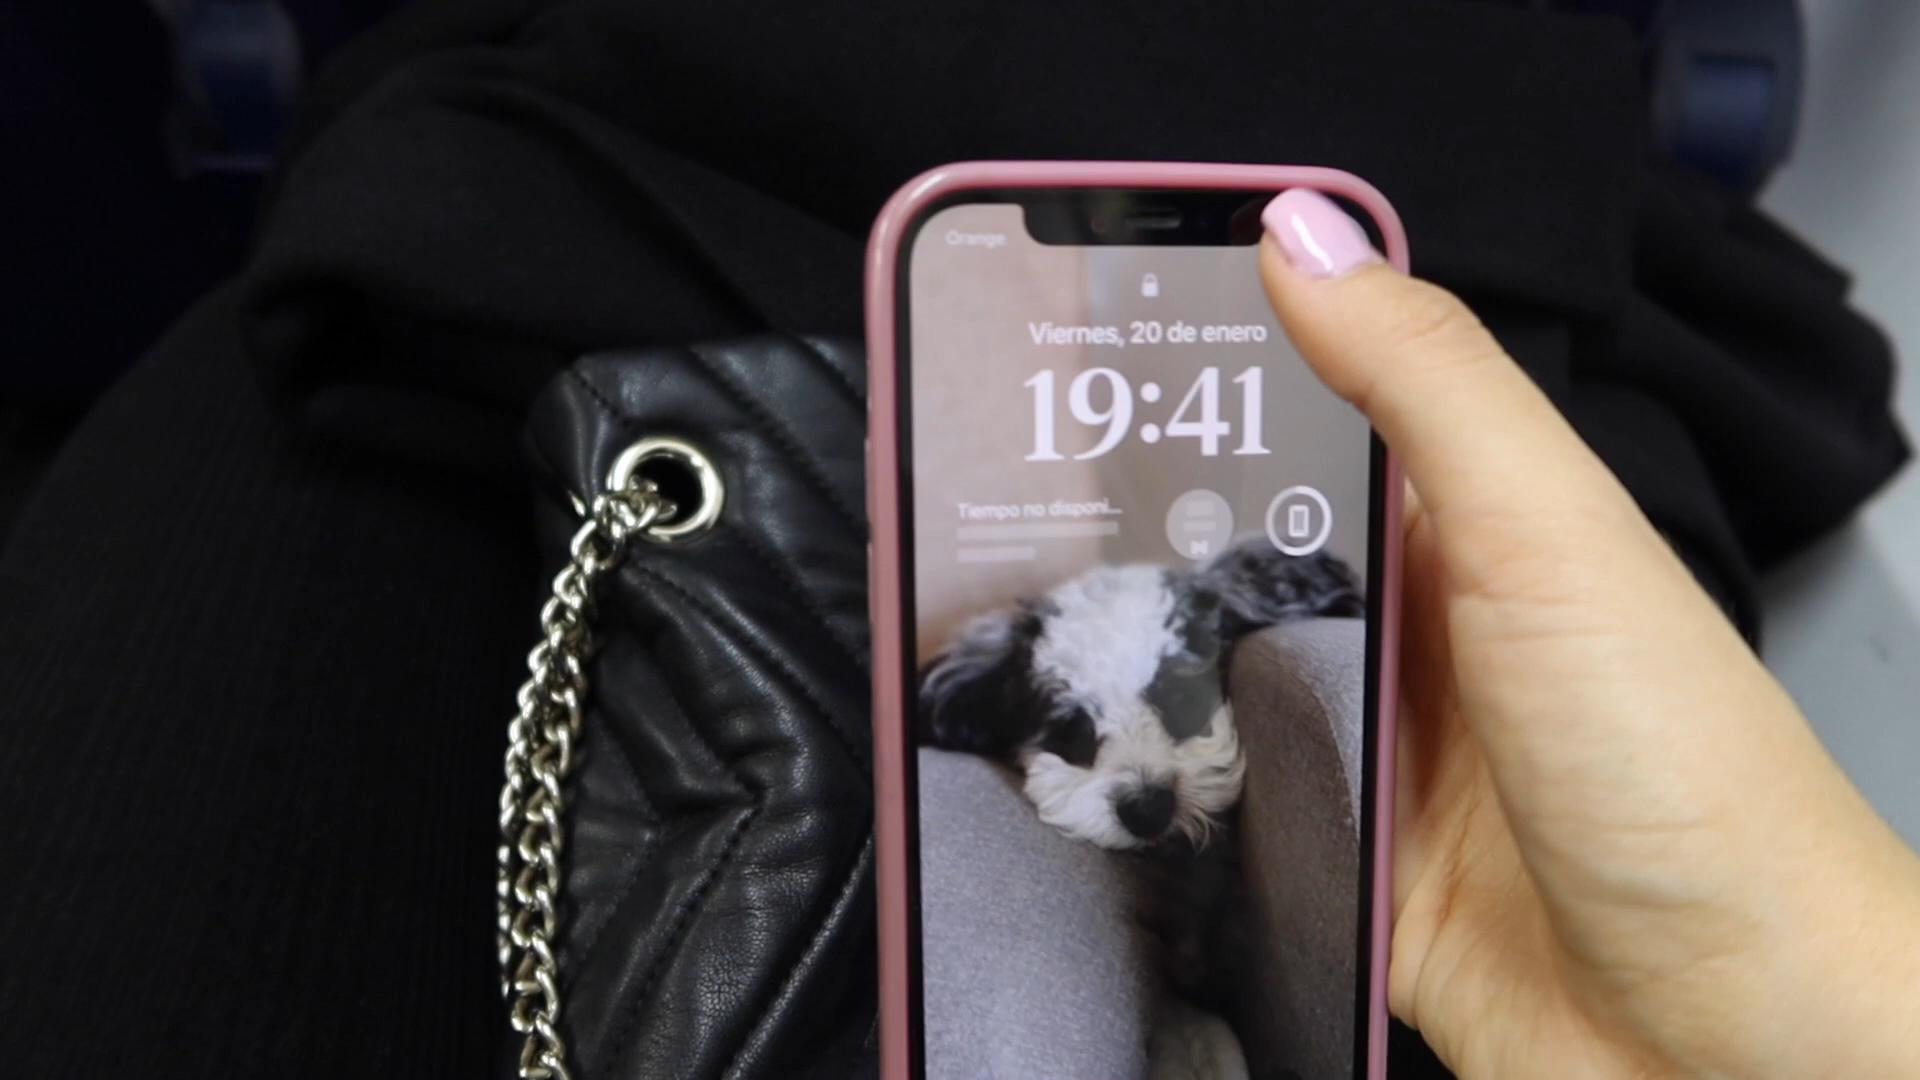 Orange
Viernes, 20 de enero
19:41
Tiempo no disponi...